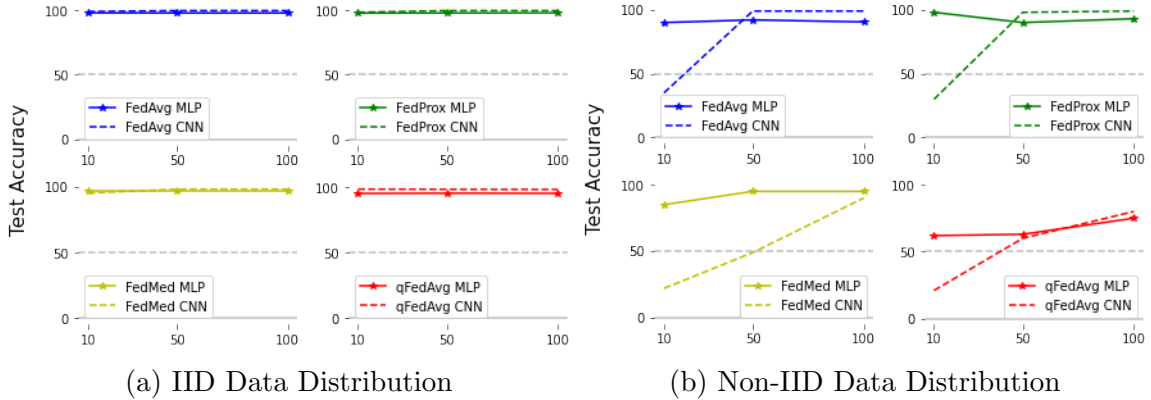 100
50
0
FedAvg MLP
FedAvg CNN
10 50 100
100
50
0
FedProx MLP
FedProx CNN
10 50 100
100
50
0
FedMed MLP
FedMed CNN
10 50 100
100
50
0
qFedAvg MLP
qFedAvg CNN
10 50 100
Test Accuracy
(a) IID Data Distribution
100
50
0
FedAvg MLP
FedAvg CNN
10 50 100
100
50
0
FedProx MLP
FedProx CNN
10 50 100
100
50
0
FedMed MLP
FedMed CNN
10 50 100
100
50
0
qFedAvg MLP
qFedAvg CNN
10 50 100
Test Accuracy
(b) Non-IID Data Distribution